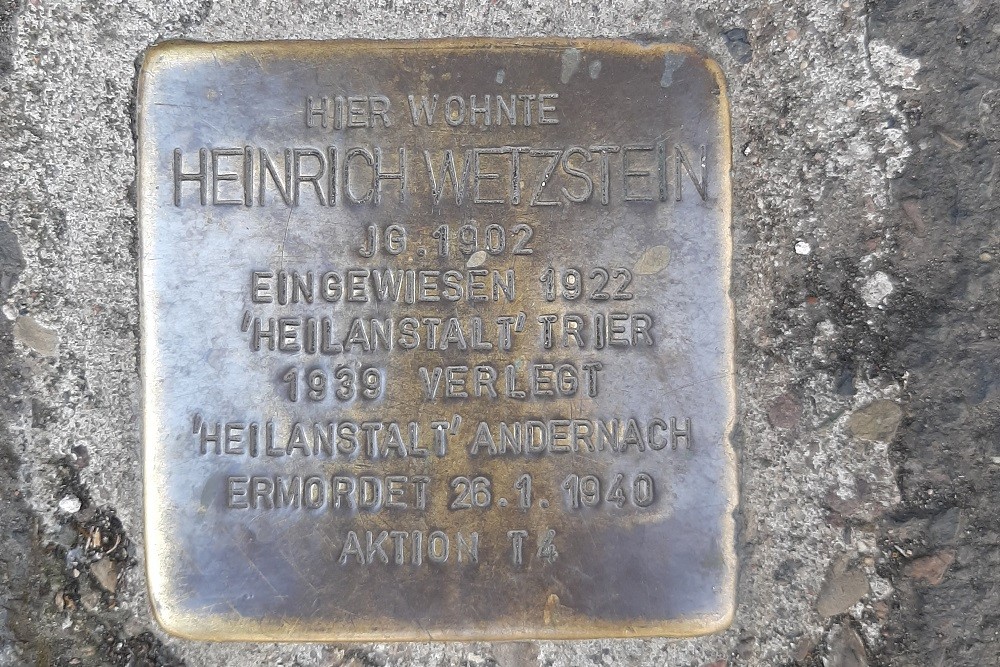 HIER WOHNTE
HEINRICH WETZSTEIN
JG. 1902
EINGEWIESEN 1922
'HEILANSTALT' TRIER
1939 VERLEGT
'HEILANSTALT' ANDERNACH
ERMORDET 26.1.1940
AKTION T4